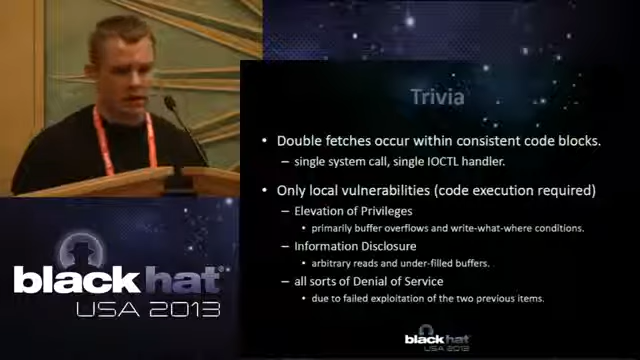 Trivia
• Double fetches occur within consistent code blocks.
– single system call, single IOCTL handler.
• Only local vulnerabilities (code execution required)
– Elevation of Privileges
• primarily buffer overflows and write-what-where conditions.
– Information Disclosure
• arbitrary reads and under-filled buffers.
– all sorts of Denial of Service
• due to failed exploitation of the two previous items.
black hat®
USA 2013
black hat
USA 2013